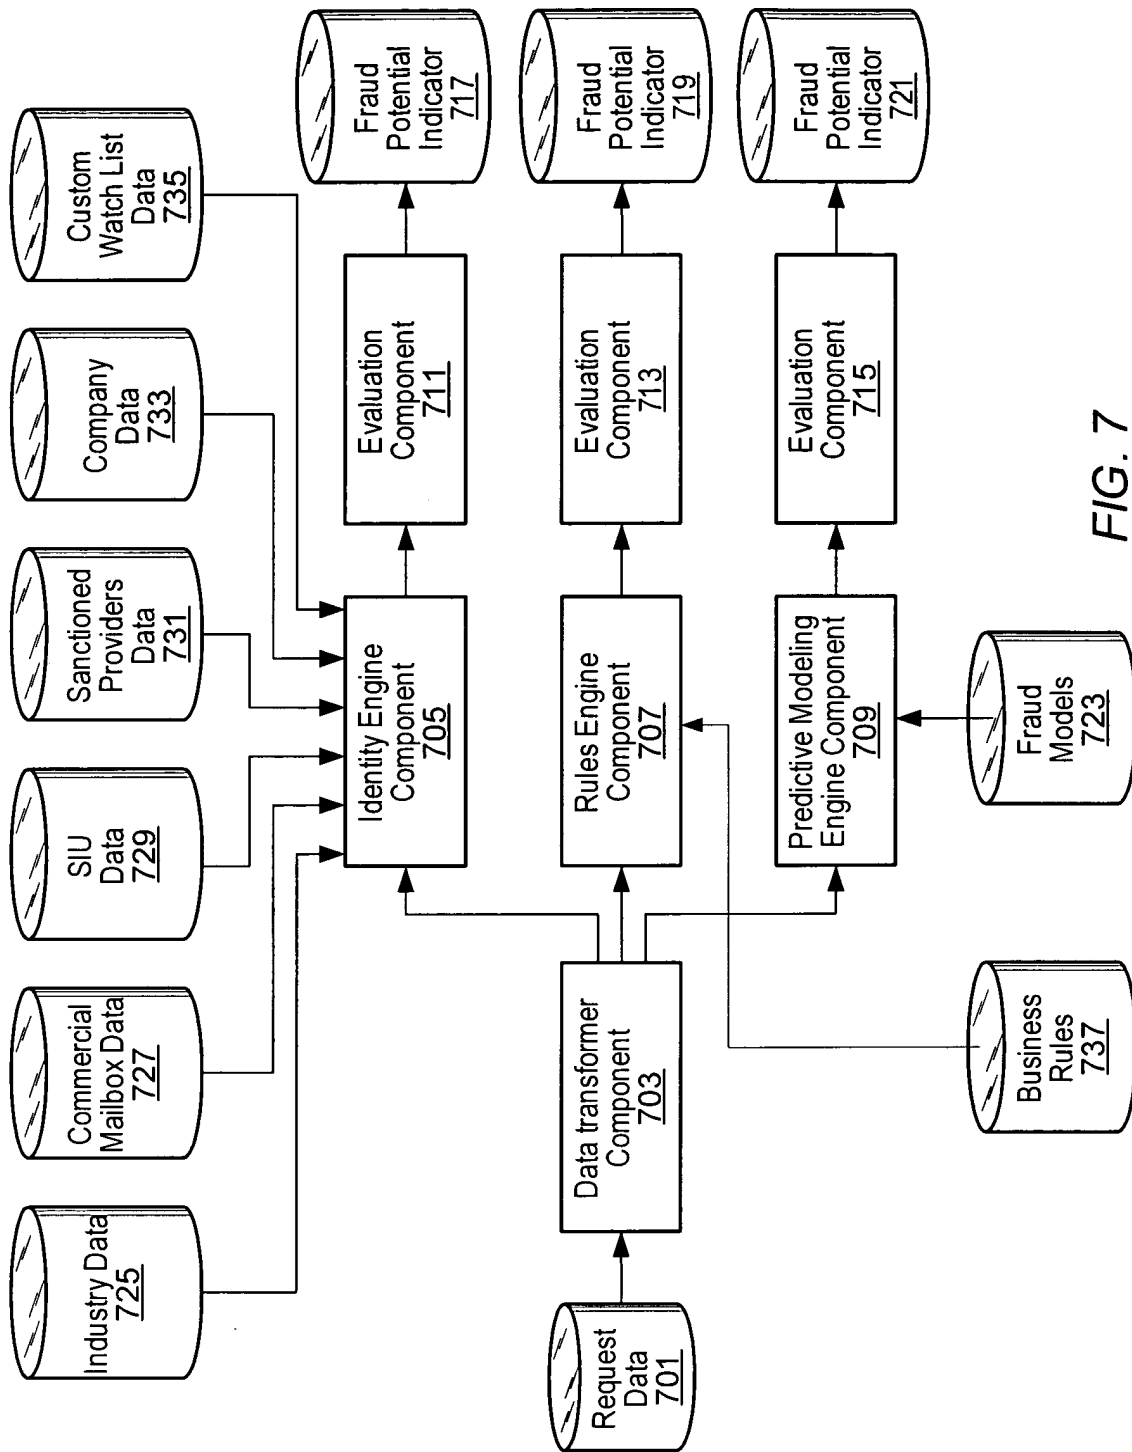 Industry Data
725
Commercial
Mailbox Data
727
SIU
Data
729
Sanctioned
Providers
Data
731
Company
Data
733
Custom
Watch List
Data
735
Identity Engine
Component
705
Evaluation
Component
711
Fraud
Potential
Indicator
717
Request
Data
701
Data transformer
Component
703
Rules Engine
Component
707
Evaluation
Component
713
Fraud
Potential
Indicator
719
Predictive Modeling
Engine Component
709
Evaluation
Component
715
Fraud
Potential
Indicator
721
Business
Rules
737
Fraud
Models
723
FIG. 7